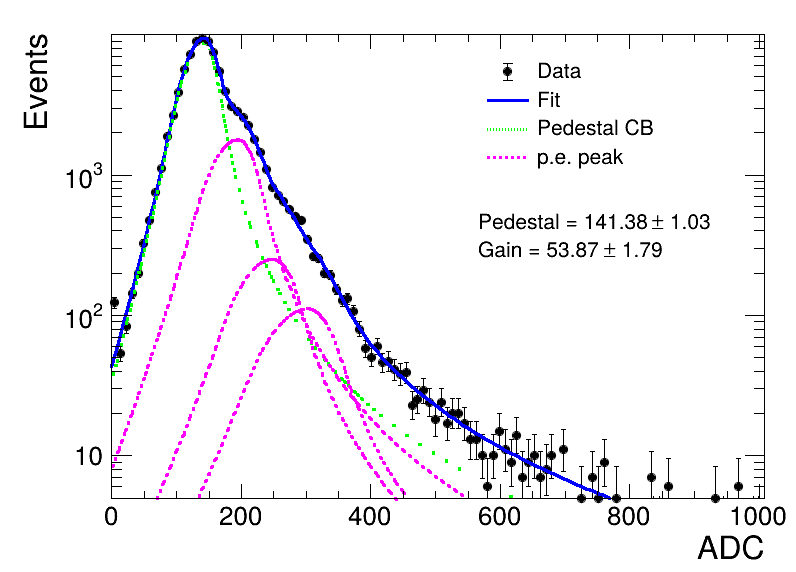 Events
Data
Fit
Pedestal CB
p.e. peak
Pedestal = 141.38 ± 1.03
Gain = 53.87 ± 1.79
10³
10²
10
0 200 400 600 800 1000
ADC